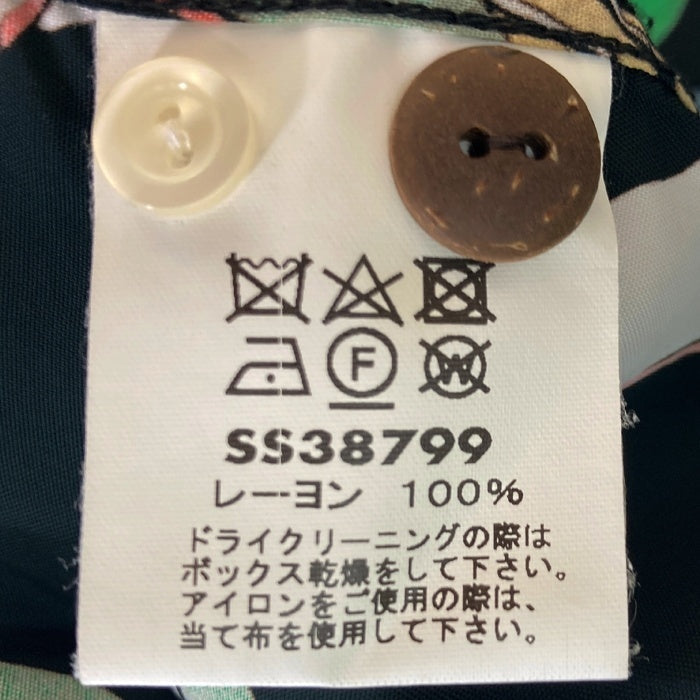 F W
SS38799
レーヨン 100%
ドライクリーニングの際は
ボックス乾燥をして下さい。
アイロンをご使用の際は、
当て布を使用して下さい。